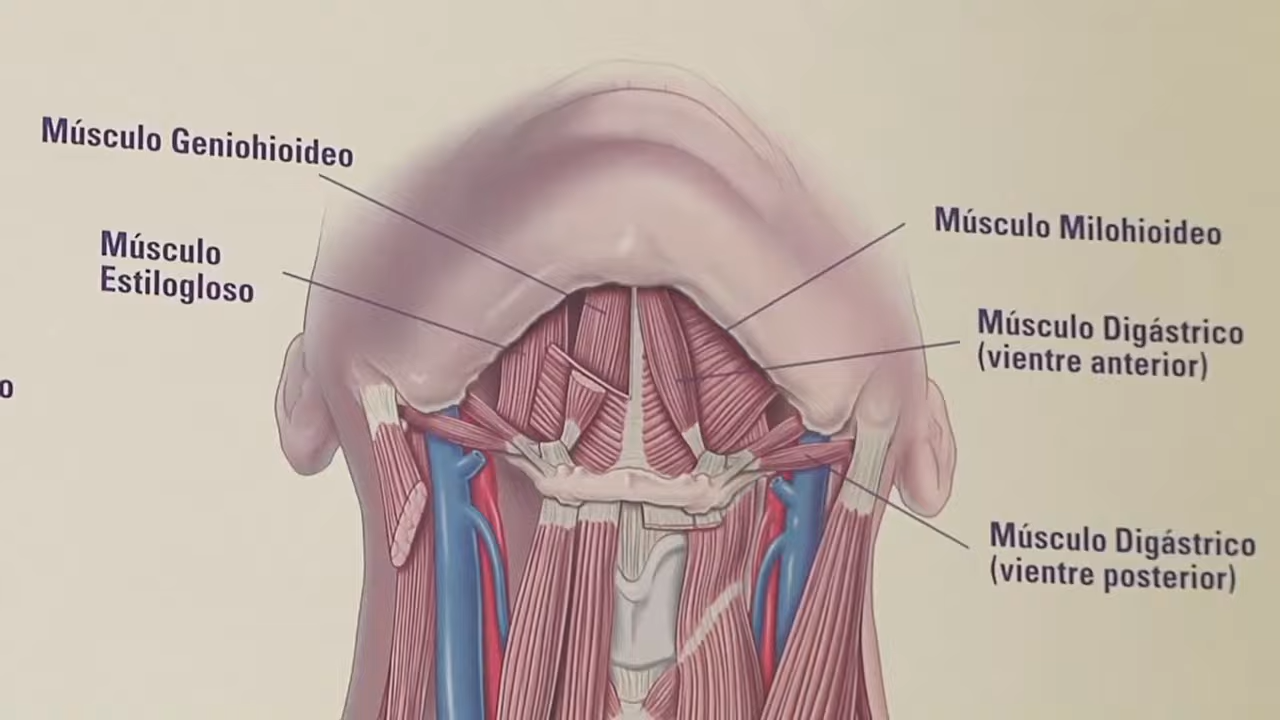 Músculo Geniohioideo
Músculo
Estilogloso
o
Músculo Milohioideo
Músculo Digástrico
(vientre anterior)
Músculo Digástrico
(vientre posterior)